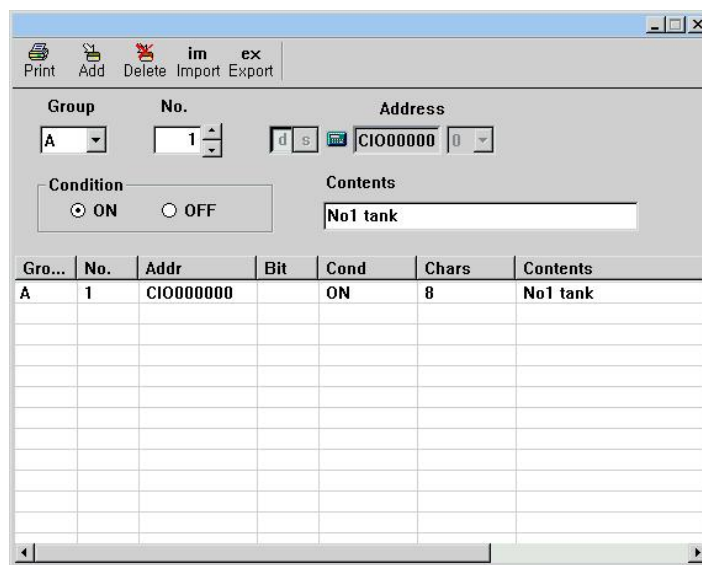 im ex
Print Add Delete Import Export
Group No. Address
A 1 d s CIO00000 0
Condition Contents
ON OFF
No1 tank
Gro... No. Addr Bit Cond Chars Contents
A 1 CIO000000 ON 8 No1 tank